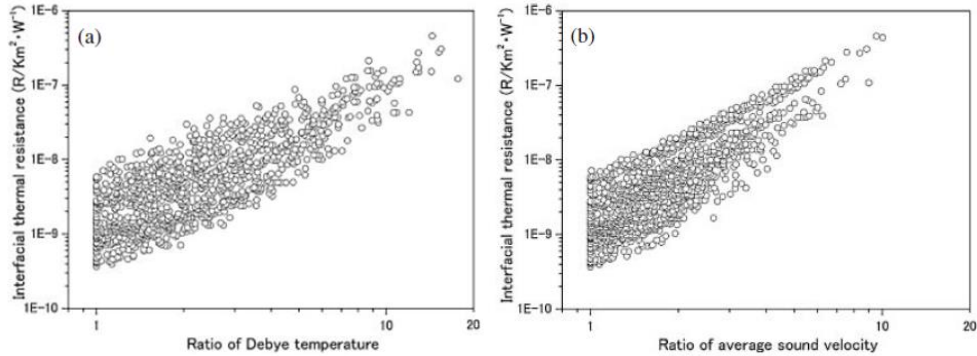 (a)
Interfacial thermal resistance (R/Km²·W⁻¹)
1E-6
1E-7
1E-8
1E-9
1E-10
1
10
20
Ratio of Debye temperature
(b)
Interfacial thermal resistance (R/Km²·W⁻¹)
1E-6
1E-7
1E-8
1E-9
1E-10
1
10
20
Ratio of average sound velocity